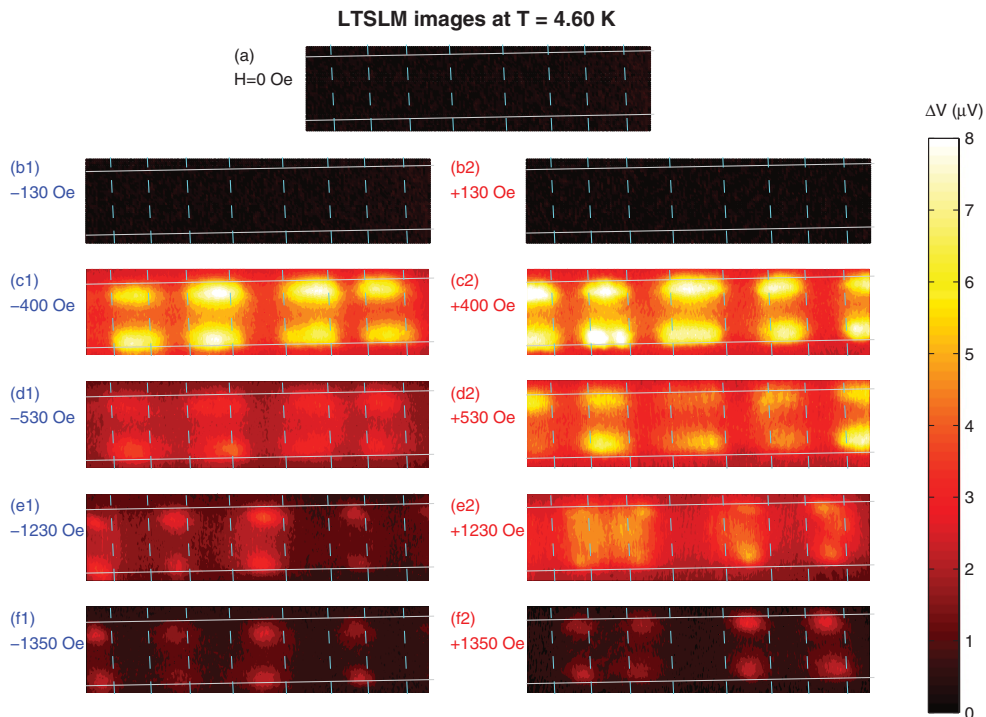 LTSLM images at T = 4.60 K
(a)
H=0 Oe
ΔV (μV)
(b1)
−130 Oe
(b2)
+130 Oe
(c1)
−400 Oe
(c2)
+400 Oe
(d1)
−530 Oe
(d2)
+530 Oe
(e1)
−1230 Oe
(e2)
+1230 Oe
(f1)
−1350 Oe
(f2)
+1350 Oe
8
7
6
5
4
3
2
1
0